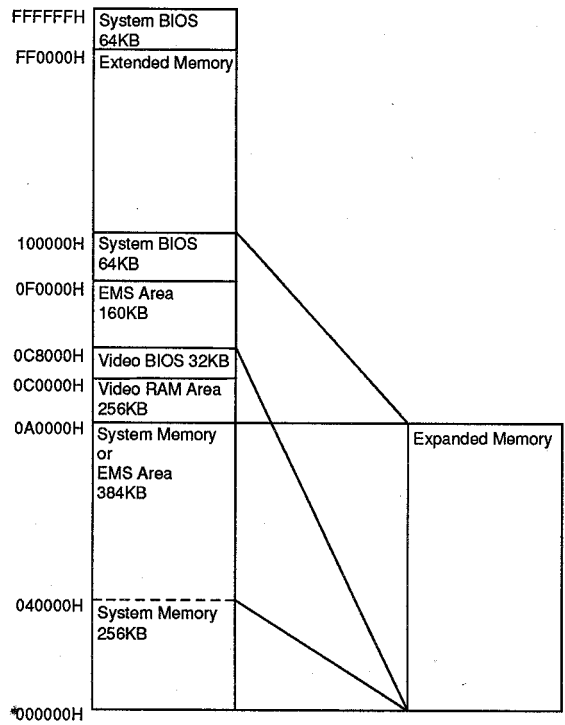 FFFFFFH
System BIOS
64KB
FF0000H
Extended Memory
100000H
System BIOS
64KB
0F0000H
EMS Area
160KB
0C8000H
Video BIOS 32KB
0C0000H
Video RAM Area
256KB
0A0000H
System Memory
or
EMS Area
384KB
Expanded Memory
040000H
System Memory
256KB
*000000H